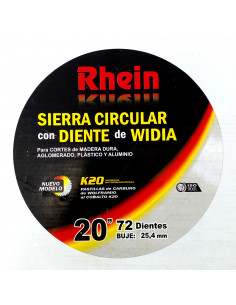 Rhein
SIERRA CIRCULAR
con DIENTE de WIDIA
Para CORTES de MADERA DURA,
AGLOMERADO, PLÁSTICO Y ALUMINIO
NUEVO
MODELO
K20
PASTILLAS de CARBURO
de WOLFRAMIO
al COBALTO K20
20" 72 Dientes
BUJE: 25,4 mm